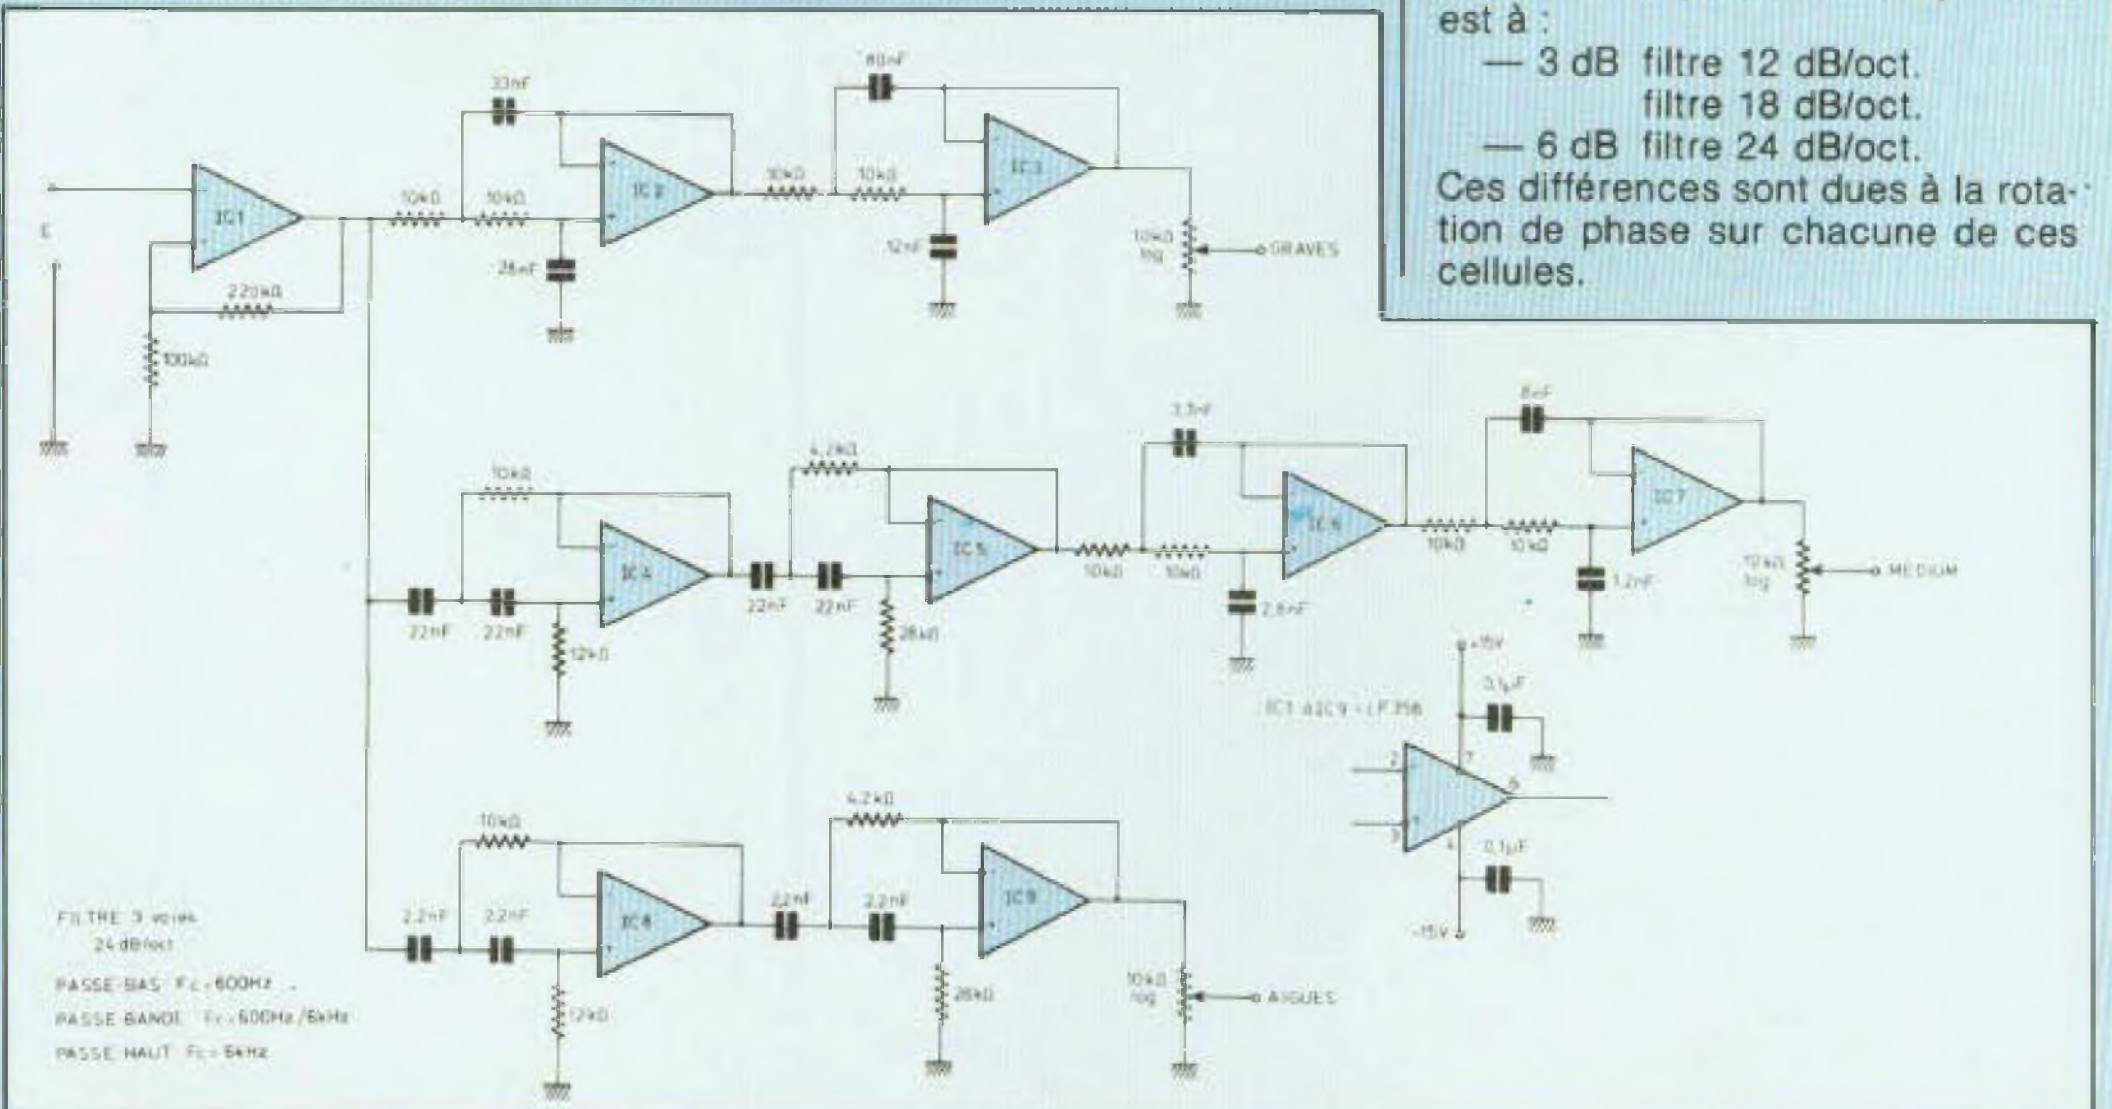 est à :
— 3 dB filtre 12 dB/oct.
filtre 18 dB/oct.
— 6 dB filtre 24 dB/oct.
Ces différences sont dues à la rota-
tion de phase sur chacune de ces
cellules.
33nF
80nF
IC1
10kΩ
10kΩ
IC2
10kΩ
10kΩ
IC3
E
28nF
12nF
10kΩ
log
GRAVES
220kΩ
100kΩ
10kΩ
4,2kΩ
3,3nF
8nF
IC4
IC5
IC6
IC7
22nF
22nF
12kΩ
22nF
22nF
28kΩ
10kΩ
10kΩ
2,8nF
10kΩ
10kΩ
1,2nF
10kΩ
log
MEDIUM
+15V
0,1µF
IC1 à IC9 = LF356
2
7
6
3
4
0,1µF
-15V
10kΩ
4,2kΩ
2,2nF
2,2nF
IC8
2,2nF
2,2nF
IC9
12kΩ
28kΩ
10kΩ
log
AIGUES
FILTRE 3 voies
24 dB/oct
PASSE-BAS Fc=600Hz
PASSE-BANDE Fc=600Hz/6kHz
PASSE-HAUT Fc=6kHz